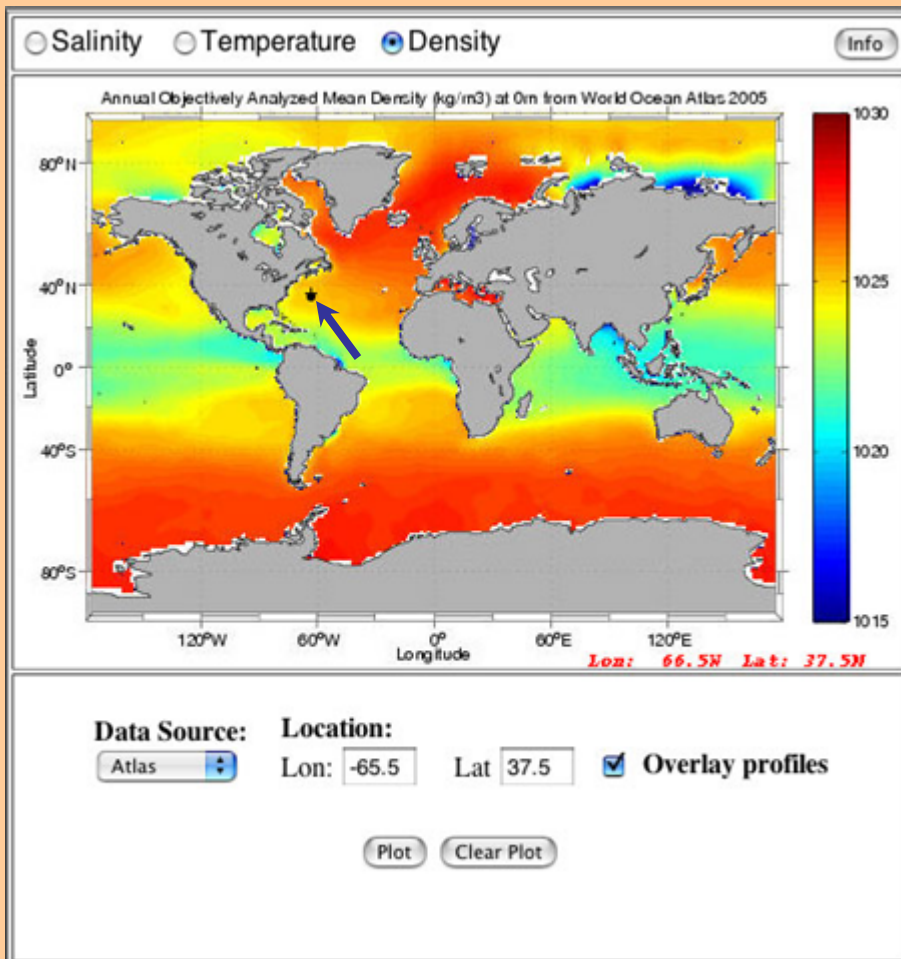 Salinity Temperature Density Info
Annual Objectively Analyzed Mean Density (kg/m3) at 0m from World Ocean Atlas 2005
1030
80°N
1025
40°N
Latitude
0°
1020
40°S
80°S
1015
120°W 60°W 0° 60°E 120°E
Longitude
Lon: 66.5W Lat: 37.5N
Data Source: Location:
Atlas Lon: -65.5 Lat 37.5 Overlay profiles
Plot Clear Plot